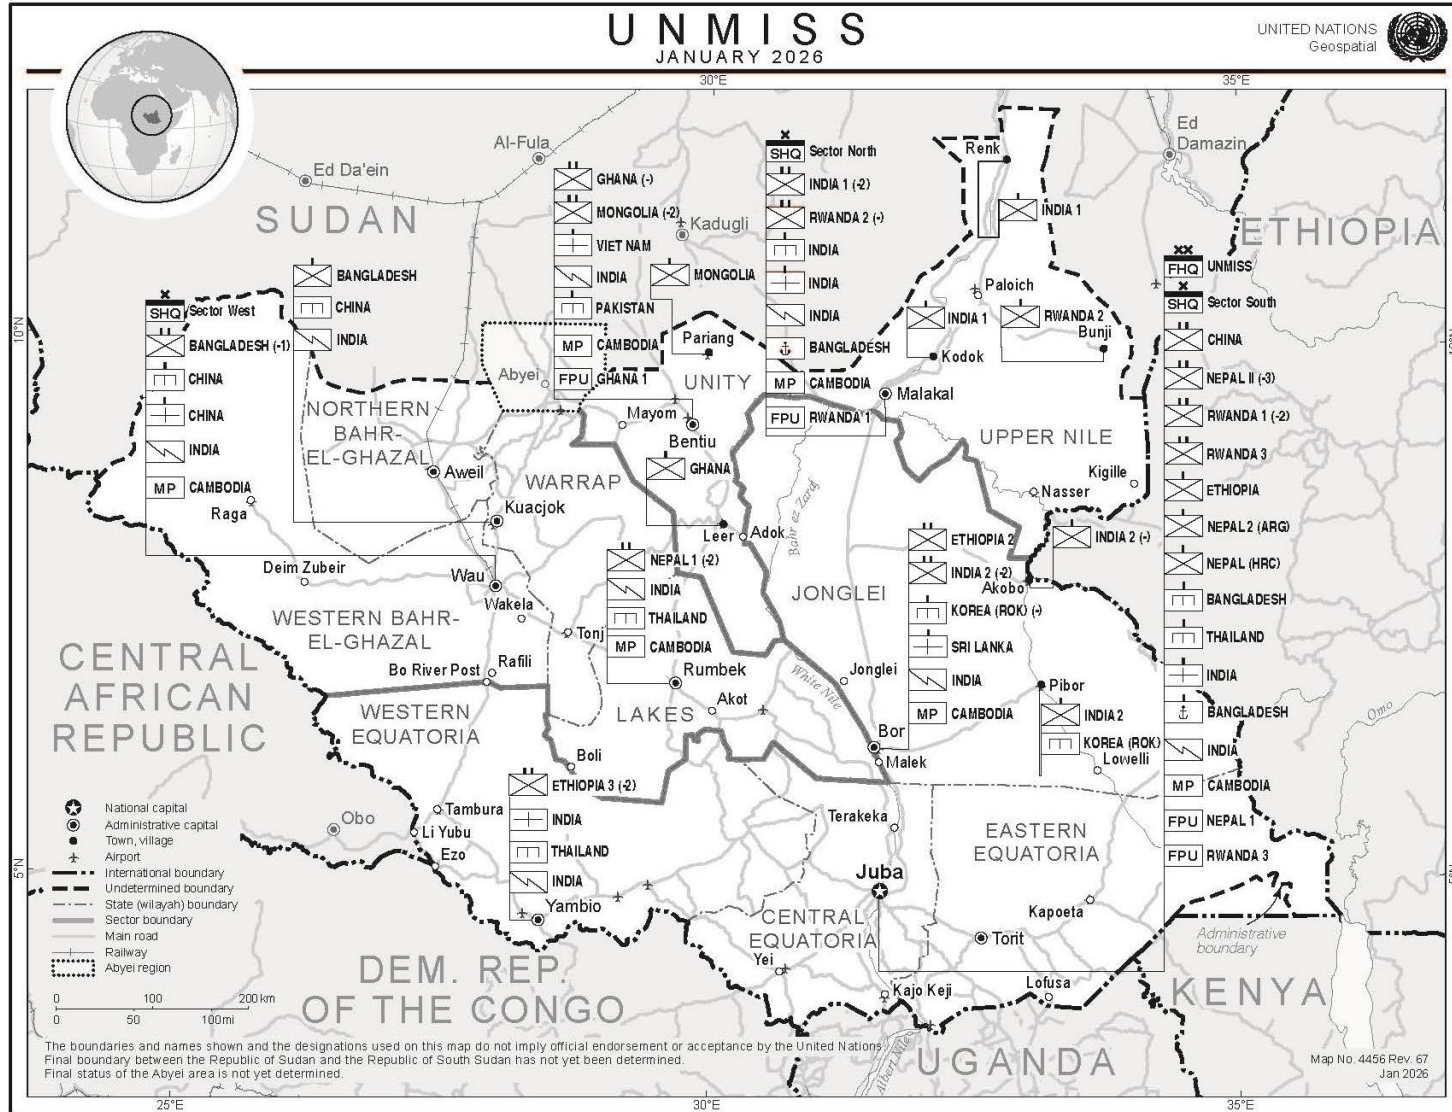 UNMISS
JANUARY 2026
UNITED NATIONS
Geospatial
30°E
35°E
Ed Da'ein
Al-Fula
SUDAN
Kadugli
Ed
Damazin
ETHIOPIA
10°N
SHQ Sector West
BANGLADESH (-1)
CHINA
CHINA
INDIA
MP CAMBODIA
BANGLADESH
CHINA
INDIA
GHANA (-)
MONGOLIA (-2)
VIET NAM
INDIA
PAKISTAN
MP CAMBODIA
FPU GHANA 1
MONGOLIA
SHQ Sector North
INDIA 1 (-2)
RWANDA 2 (-)
INDIA
INDIA
INDIA
BANGLADESH
MP CAMBODIA
FPU RWANDA 1
Renk
INDIA 1
Paloich
INDIA 1
RWANDA 2
Bunji
Kodok
Malakal
FHQ UNMISS
SHQ Sector South
CHINA
NEPAL II (-3)
RWANDA 1 (-2)
RWANDA 3
ETHIOPIA
NEPAL 2 (ARG)
NEPAL (HRC)
BANGLADESH
THAILAND
INDIA
BANGLADESH
INDIA
MP CAMBODIA
FPU NEPAL 1
FPU RWANDA 3
Abyei
Pariang
UNITY
Mayom
Bentiu
GHANA
NORTHERN
BAHR-
EL-GHAZAL
Aweil
WARRAP
Kuacjok
Raga
Leer
Adok
Bahr ez Zaraf
UPPER NILE
Kigille
Nasser
INDIA 2 (-)
Akobo
Deim Zubeir
Wau
Wakela
WESTERN BAHR-
EL-GHAZAL
Tonj
Bo River Post
Rafili
NEPAL 1 (-2)
INDIA
THAILAND
MP CAMBODIA
Rumbek
Akot
LAKES
JONGLEI
ETHIOPIA 2
INDIA 2 (-2)
KOREA (ROK) (-)
SRI LANKA
INDIA
MP CAMBODIA
White Nile
Jonglei
Bor
Malek
Pibor
INDIA 2
KOREA (ROK)
Lowelli
Omo
CENTRAL
AFRICAN
REPUBLIC
WESTERN
EQUATORIA
Boli
ETHIOPIA 3 (-2)
INDIA
THAILAND
INDIA
Yambio
Obo
Tambura
Li Yubu
Ezo
Terakeka
Juba
EASTERN
EQUATORIA
CENTRAL
EQUATORIA
Yei
Kapoeta
Torit
Kajo Keji
Lofusa
Administrative
boundary
KENYA
UGANDA
Albert Nile
DEM. REP.
OF THE CONGO
5°N
National capital
Administrative capital
Town, village
Airport
International boundary
Undetermined boundary
State (wilayah) boundary
Sector boundary
Main road
Railway
Abyei region
0 100 200 km
0 50 100 mi
The boundaries and names shown and the designations used on this map do not imply official endorsement or acceptance by the United Nations.
Final boundary between the Republic of Sudan and the Republic of South Sudan has not yet been determined.
Final status of the Abyei area is not yet determined.
Map No. 4456 Rev. 67
Jan 2026
25°E
30°E
35°E